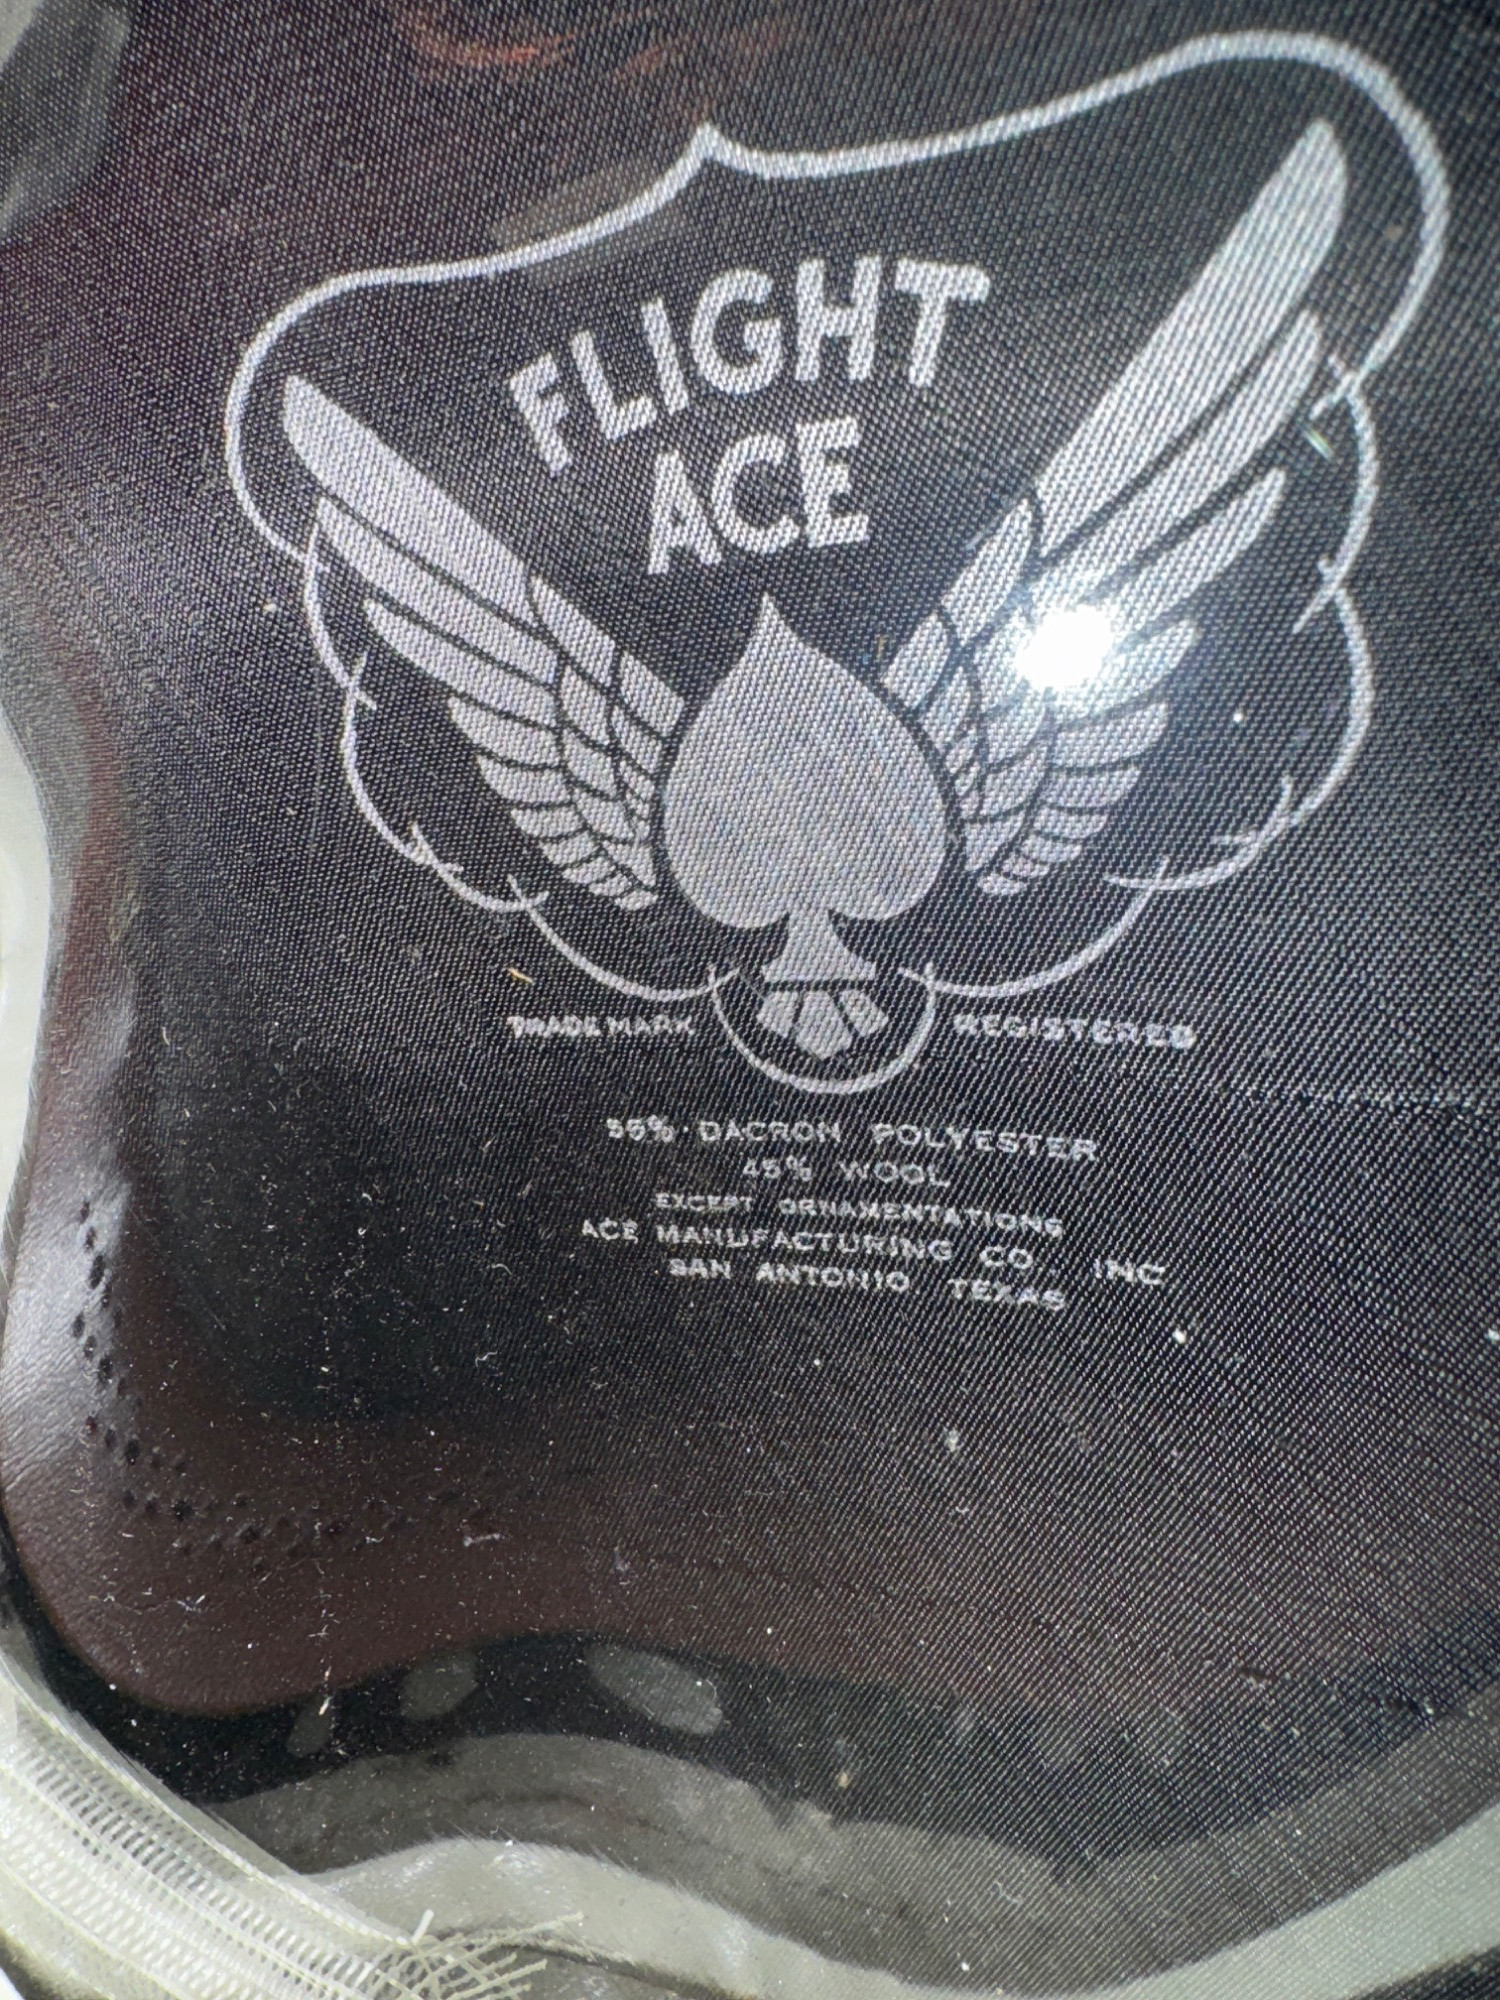 FLIGHT
ACE
TRADE MARK REGISTERED
55% DACRON POLYESTER
45% WOOL
EXCEPT ORNAMENTATIONS
ACE MANUFACTURING CO., INC
SAN ANTONIO, TEXAS